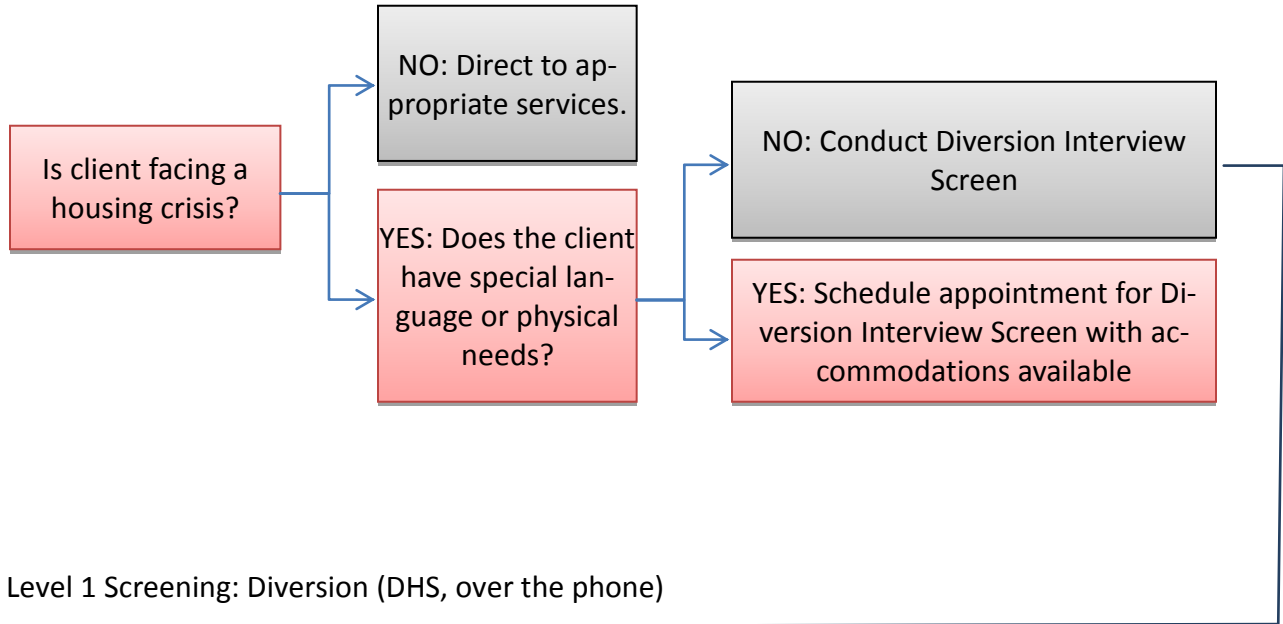 Is client facing a
housing crisis?
NO: Direct to ap-
propriate services.
YES: Does the client
have special lan-
guage or physical
needs?
NO: Conduct Diversion Interview
Screen
YES: Schedule appointment for Di-
version Interview Screen with ac-
commodations available
Level 1 Screening: Diversion (DHS, over the phone)